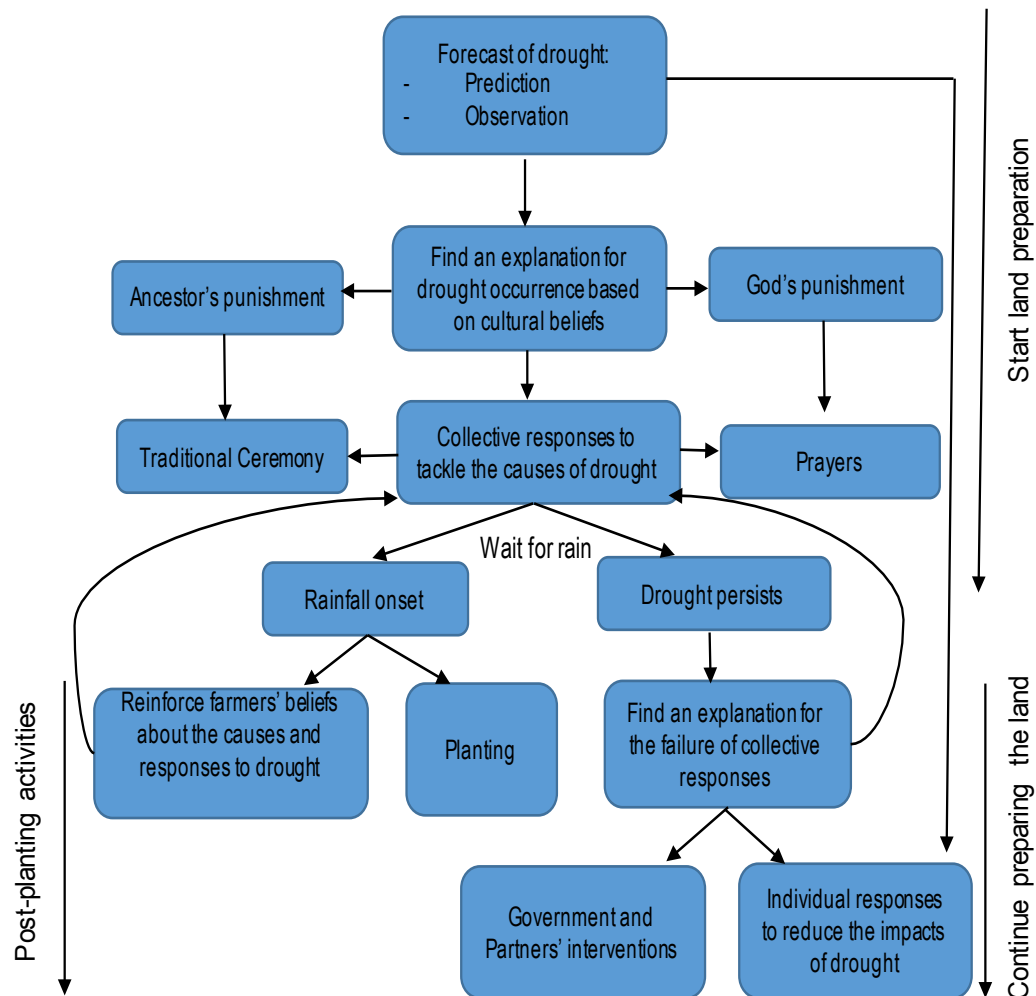 Forecast of drought:
- Prediction
- Observation
Find an explanation for
drought occurrence based
on cultural beliefs
Ancestor's punishment
God's punishment
Start land preparation
Collective responses to
tackle the causes of drought
Traditional Ceremony
Prayers
Wait for rain
Rainfall onset
Drought persists
Reinforce farmers' beliefs
about the causes and
responses to drought
Planting
Find an explanation for
the failure of collective
responses
Post-planting activities
Continue preparing the land
Government and
Partners' interventions
Individual responses
to reduce the impacts
of drought